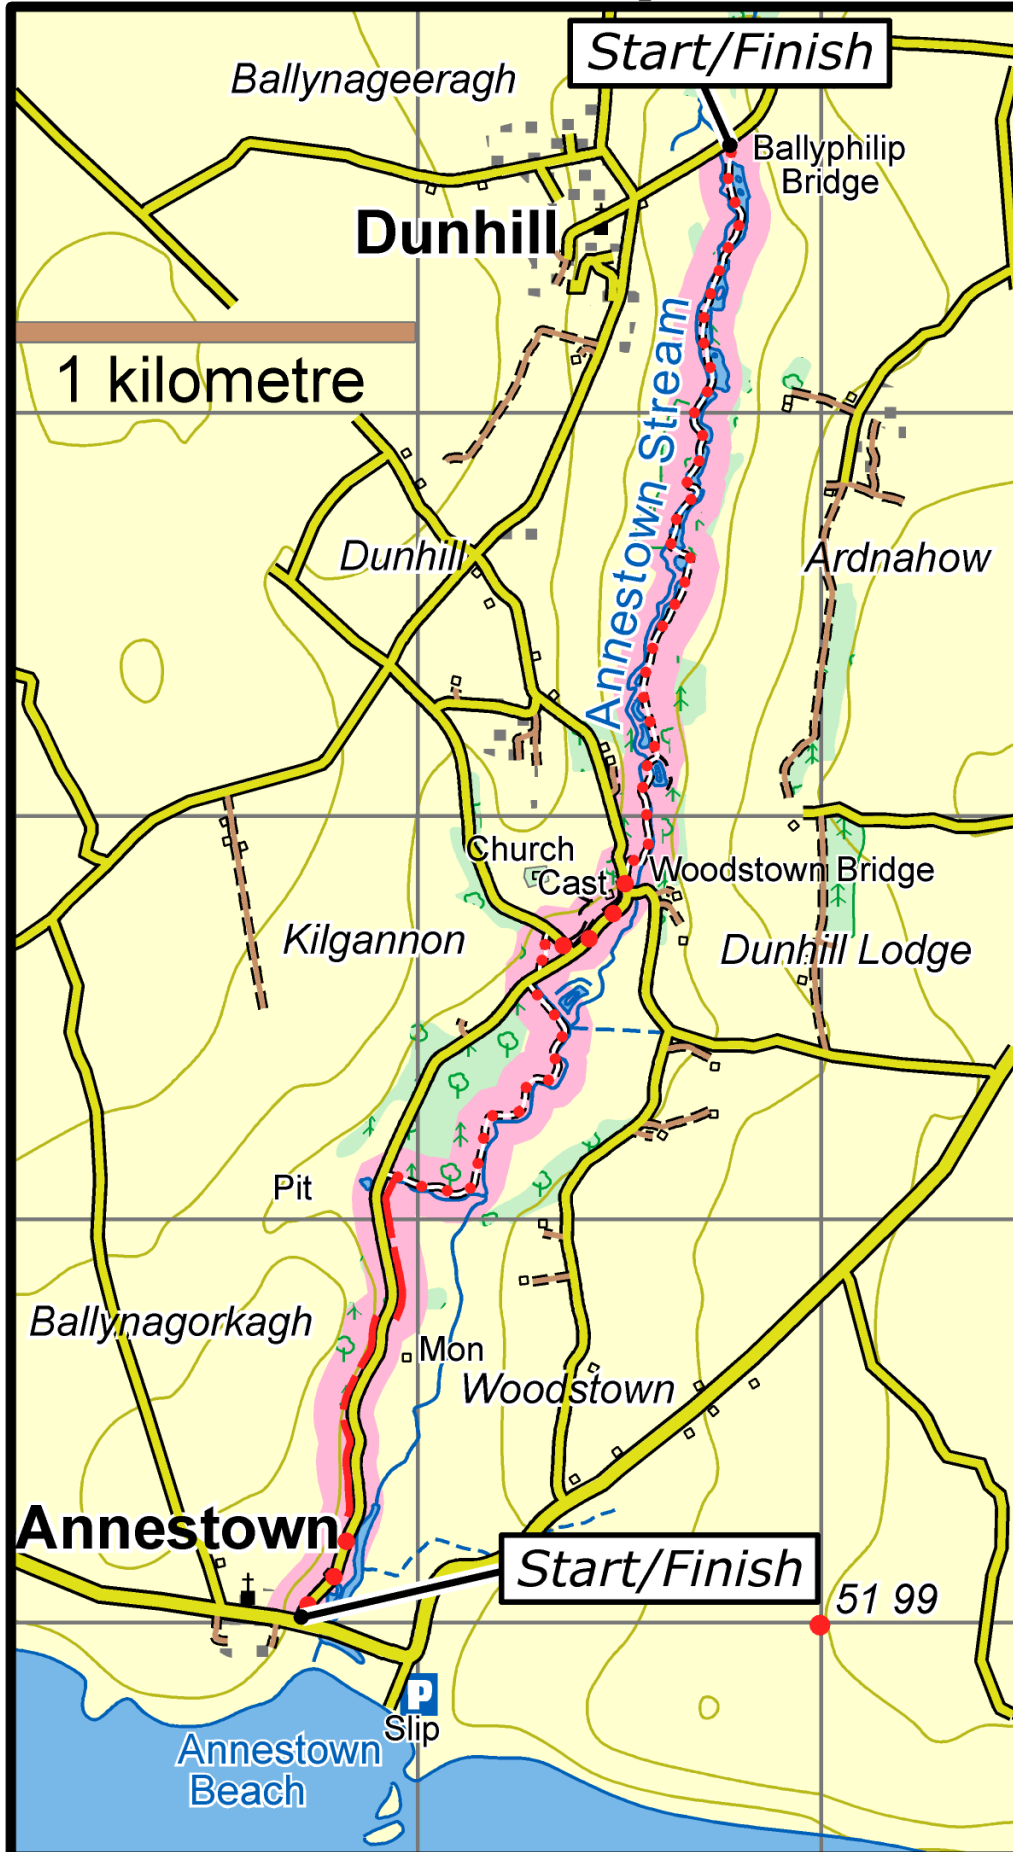 Start/Finish
Ballynageeragh
Ballyphilip
Bridge
Dunhill
1 kilometre
Annestown Stream
Dunhill
Ardnahow
Church
Cast
Woodstown Bridge
Kilgannon
Dunhill Lodge
Pit
Ballynagorkagh
Mon
Woodstown
Annestown
Start/Finish
51 99
P
Slip
Annestown
Beach